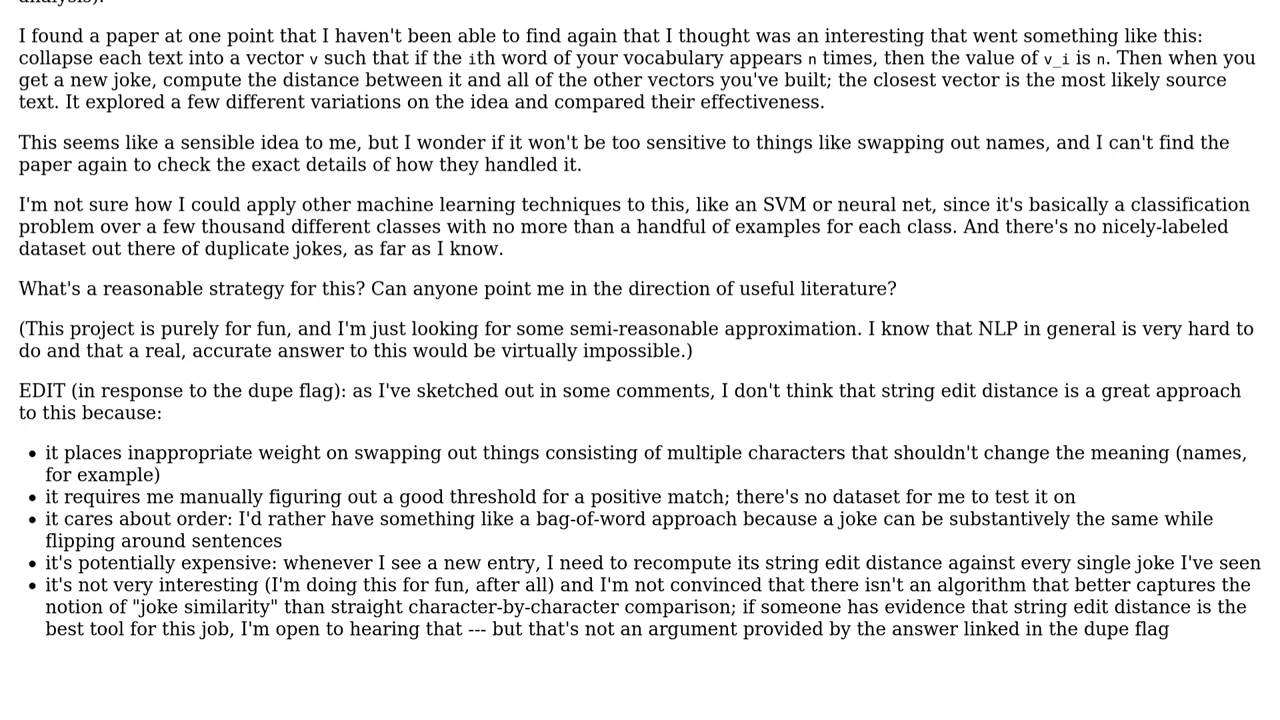 analysis).
I found a paper at one point that I haven't been able to find again that I thought was an interesting that went something like this:
collapse each text into a vector v such that if the ith word of your vocabulary appears n times, then the value of v_i is n. Then when you
get a new joke, compute the distance between it and all of the other vectors you've built; the closest vector is the most likely source
text. It explored a few different variations on the idea and compared their effectiveness.
This seems like a sensible idea to me, but I wonder if it won't be too sensitive to things like swapping out names, and I can't find the
paper again to check the exact details of how they handled it.
I'm not sure how I could apply other machine learning techniques to this, like an SVM or neural net, since it's basically a classification
problem over a few thousand different classes with no more than a handful of examples for each class. And there's no nicely-labeled
dataset out there of duplicate jokes, as far as I know.
What's a reasonable strategy for this? Can anyone point me in the direction of useful literature?
(This project is purely for fun, and I'm just looking for some semi-reasonable approximation. I know that NLP in general is very hard to
do and that a real, accurate answer to this would be virtually impossible.)
EDIT (in response to the dupe flag): as I've sketched out in some comments, I don't think that string edit distance is a great approach
to this because:
• it places inappropriate weight on swapping out things consisting of multiple characters that shouldn't change the meaning (names,
for example)
• it requires me manually figuring out a good threshold for a positive match; there's no dataset for me to test it on
• it cares about order: I'd rather have something like a bag-of-word approach because a joke can be substantively the same while
flipping around sentences
• it's potentially expensive: whenever I see a new entry, I need to recompute its string edit distance against every single joke I've seen
• it's not very interesting (I'm doing this for fun, after all) and I'm not convinced that there isn't an algorithm that better captures the
notion of "joke similarity" than straight character-by-character comparison; if someone has evidence that string edit distance is the
best tool for this job, I'm open to hearing that --- but that's not an argument provided by the answer linked in the dupe flag